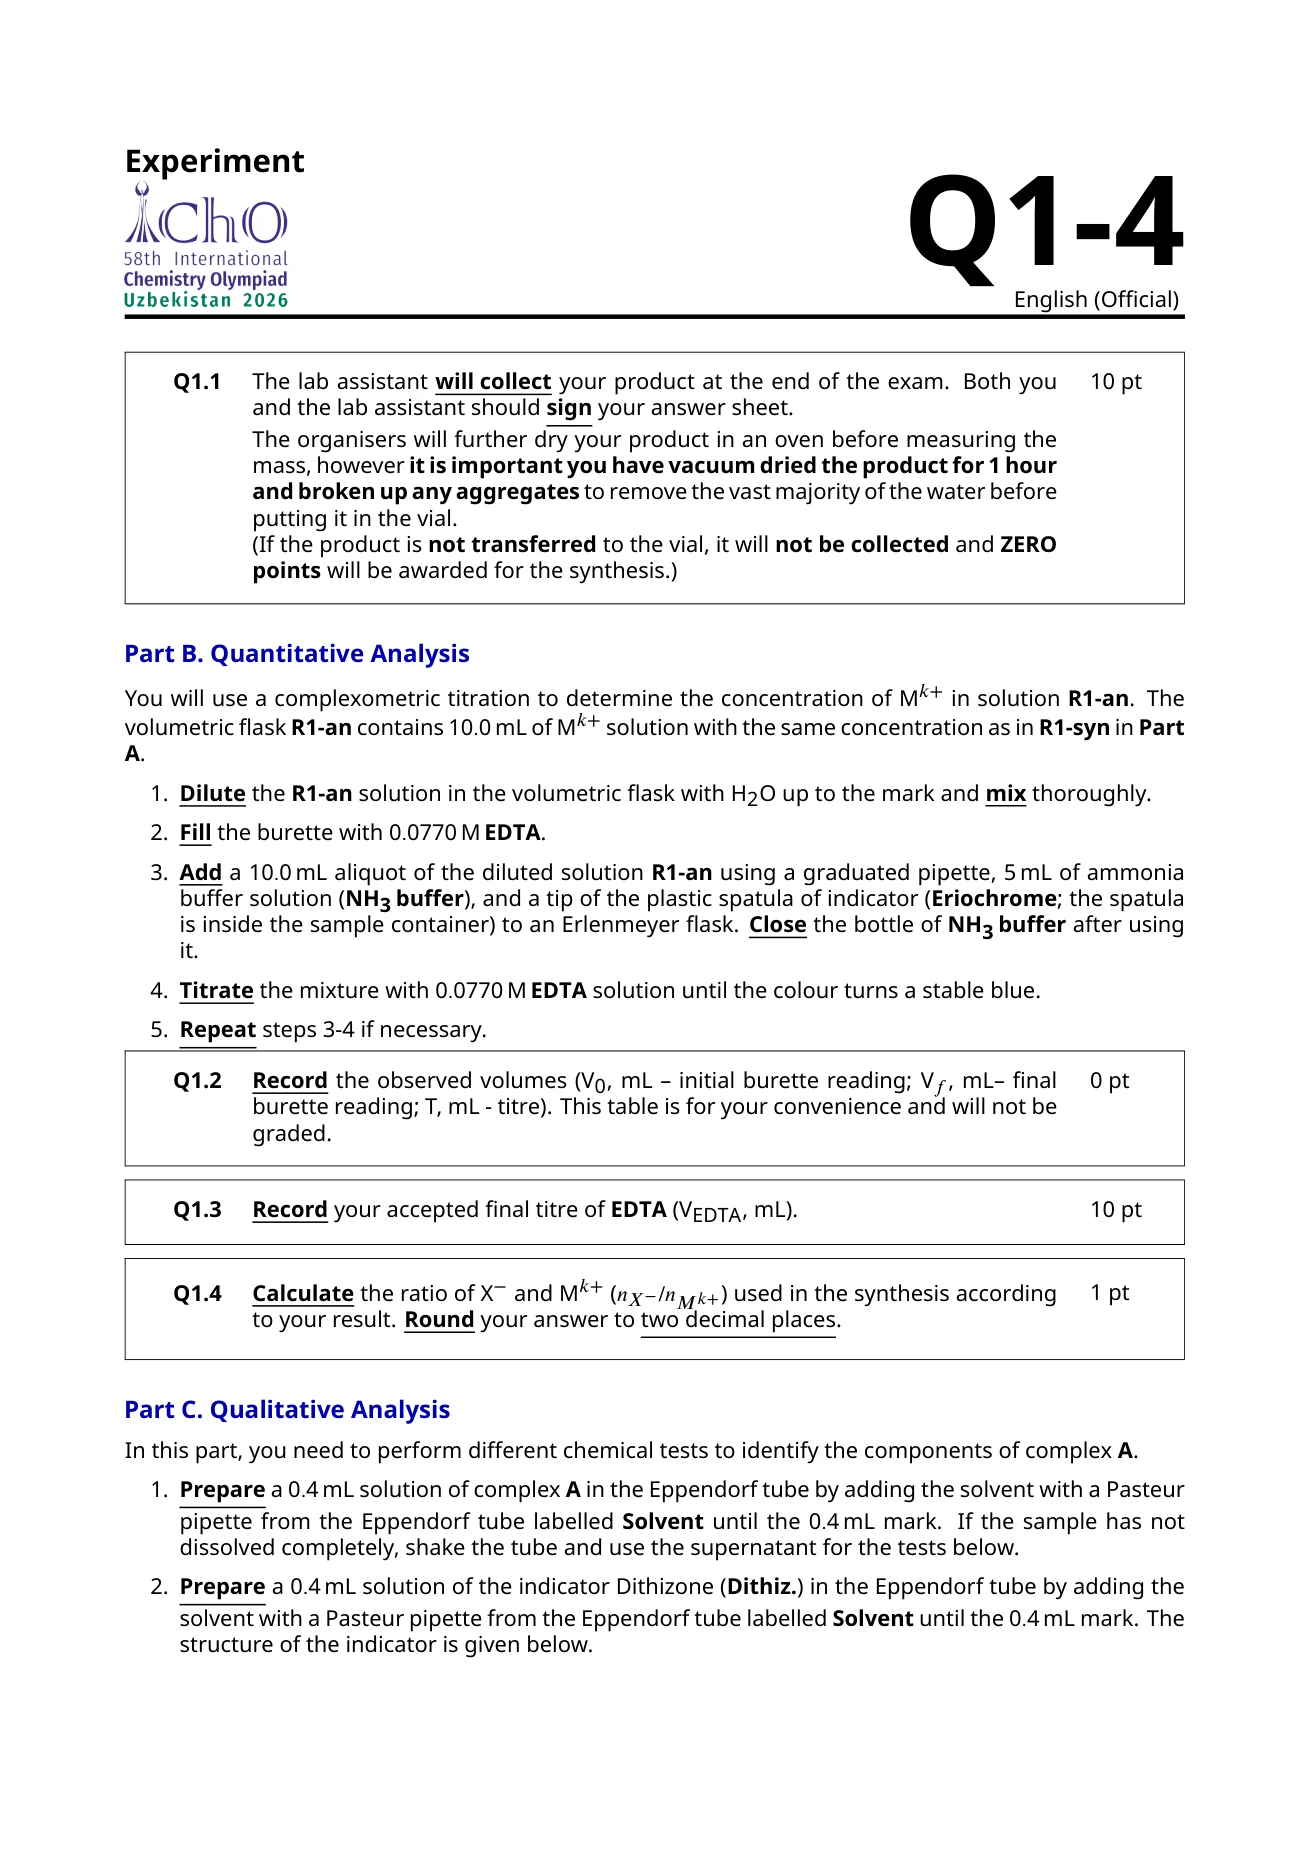 Experiment
IChO
58th International
Chemistry Olympiad
Uzbekistan 2026
Q1-4
English (Official)
Q1.1 The lab assistant will collect your product at the end of the exam. Both you 10 pt
and the lab assistant should sign your answer sheet.
The organisers will further dry your product in an oven before measuring the
mass, however it is important you have vacuum dried the product for 1 hour
and broken up any aggregates to remove the vast majority of the water before
putting it in the vial.
(If the product is not transferred to the vial, it will not be collected and ZERO
points will be awarded for the synthesis.)
Part B. Quantitative Analysis
You will use a complexometric titration to determine the concentration of M^{k+} in solution R1-an. The
volumetric flask R1-an contains 10.0 mL of M^{k+} solution with the same concentration as in R1-syn in Part
A.
1. Dilute the R1-an solution in the volumetric flask with H₂O up to the mark and mix thoroughly.
2. Fill the burette with 0.0770 M EDTA.
3. Add a 10.0 mL aliquot of the diluted solution R1-an using a graduated pipette, 5 mL of ammonia
buffer solution (NH₃ buffer), and a tip of the plastic spatula of indicator (Eriochrome; the spatula
is inside the sample container) to an Erlenmeyer flask. Close the bottle of NH₃ buffer after using
it.
4. Titrate the mixture with 0.0770 M EDTA solution until the colour turns a stable blue.
5. Repeat steps 3-4 if necessary.
Q1.2 Record the observed volumes (V₀, mL – initial burette reading; V_f, mL– final 0 pt
burette reading; T, mL - titre). This table is for your convenience and will not be
graded.
Q1.3 Record your accepted final titre of EDTA (V_{EDTA}, mL). 10 pt
Q1.4 Calculate the ratio of X⁻ and M^{k+} (n_{X⁻}/n_{M^{k+}}) used in the synthesis according 1 pt
to your result. Round your answer to two decimal places.
Part C. Qualitative Analysis
In this part, you need to perform different chemical tests to identify the components of complex A.
1. Prepare a 0.4 mL solution of complex A in the Eppendorf tube by adding the solvent with a Pasteur
pipette from the Eppendorf tube labelled Solvent until the 0.4 mL mark. If the sample has not
dissolved completely, shake the tube and use the supernatant for the tests below.
2. Prepare a 0.4 mL solution of the indicator Dithizone (Dithiz.) in the Eppendorf tube by adding the
solvent with a Pasteur pipette from the Eppendorf tube labelled Solvent until the 0.4 mL mark. The
structure of the indicator is given below.